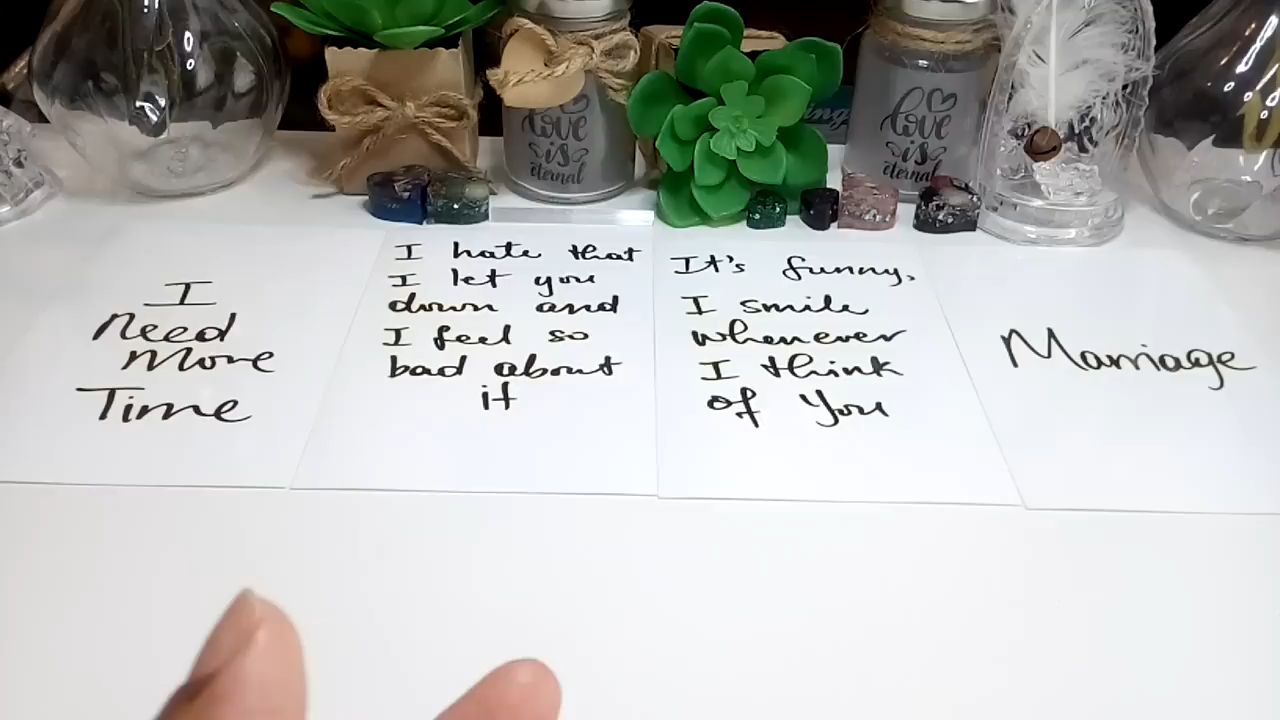 love
is
eternal
love
is
eternal
ing
I
Need
More
Time
I hate that
I let you
down and
I feel so
bad about
it
It's funny,
I smile
whenever
I think
of you
Marriage